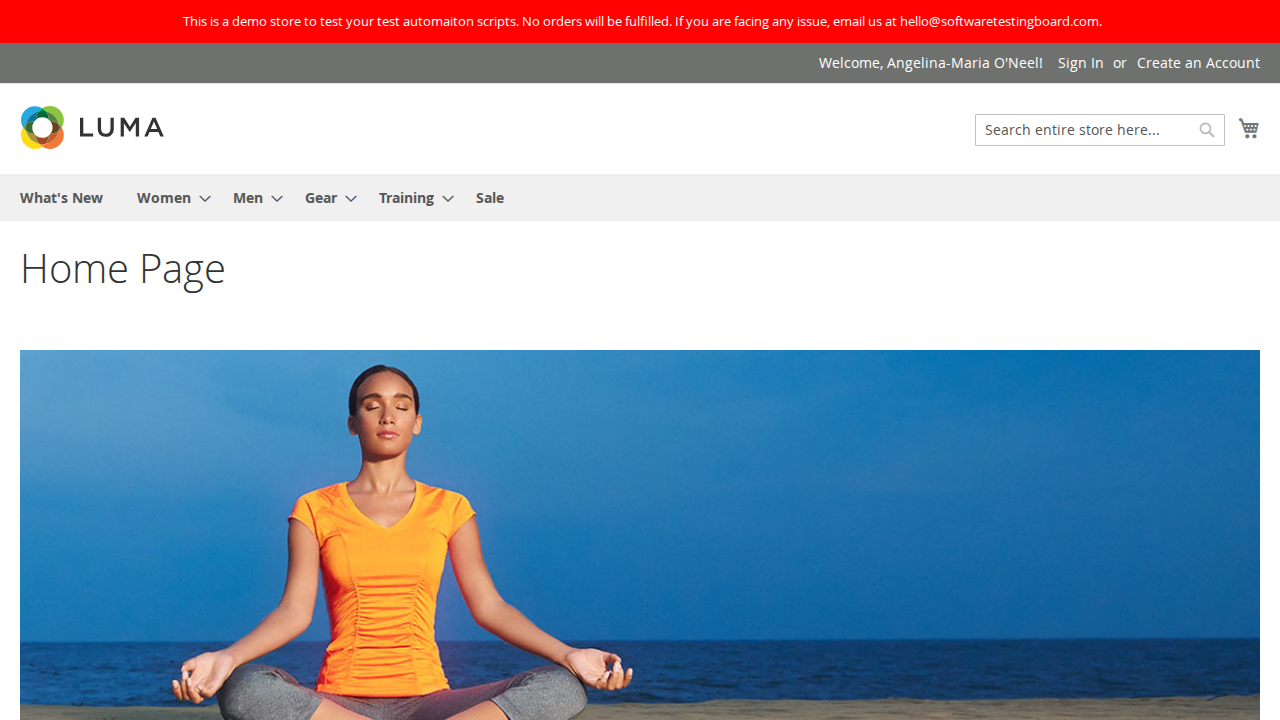 This is a demo store to test your test automaiton scripts. No orders will be fulfilled. If you are facing any issue, email us at hello@softwaretestingboard.com.
Welcome, Angelina-Maria O'Neel! Sign In or Create an Account
LUMA
Search entire store here...
What's New Women Men Gear Training Sale
Home Page